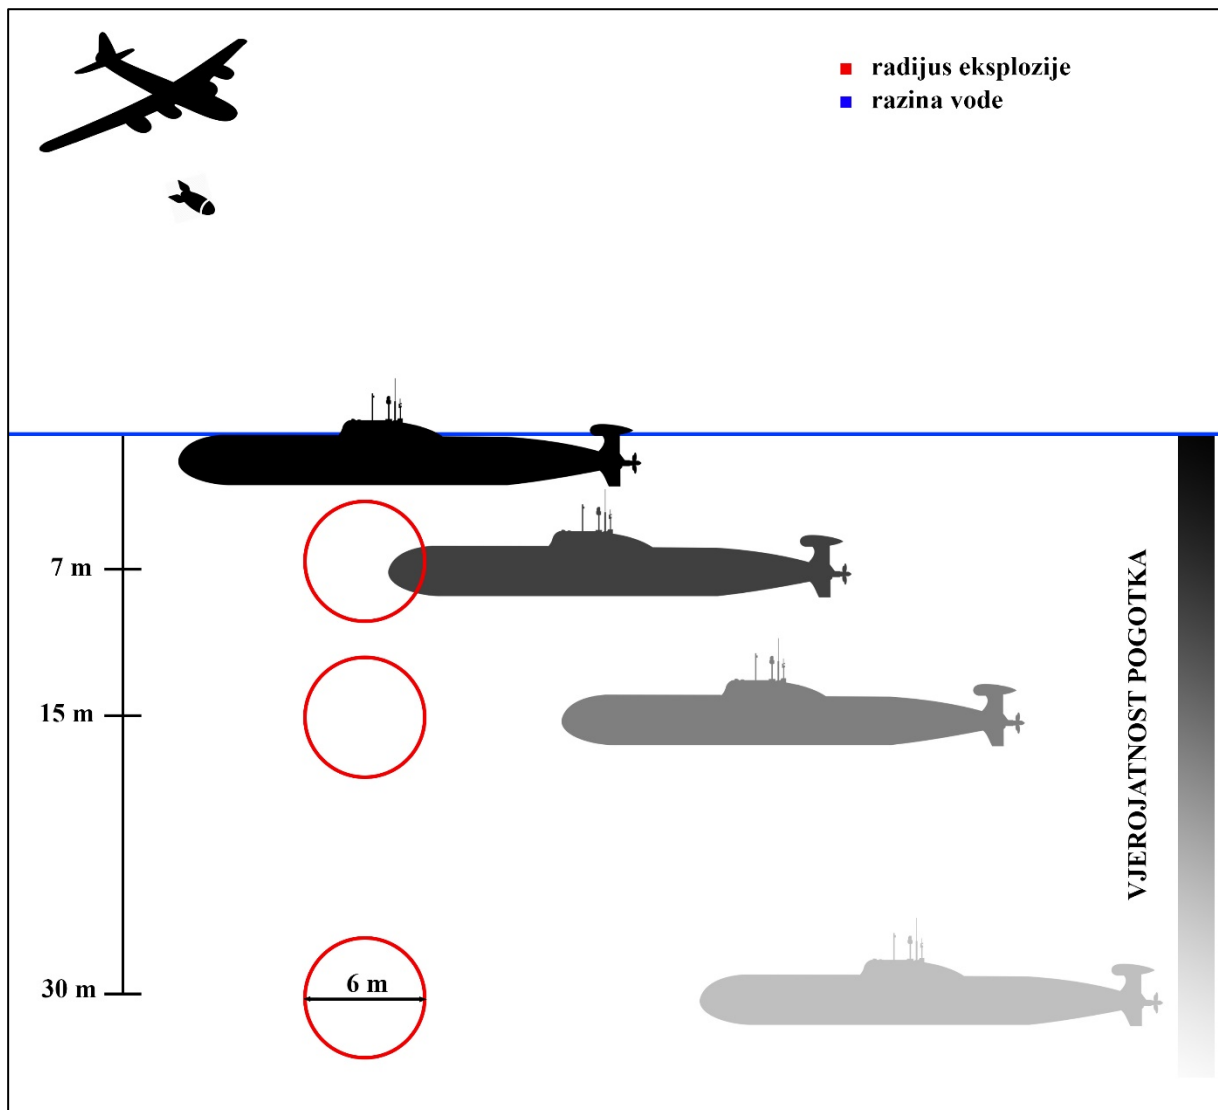 radijus eksplozije
razina vode
7 m
15 m
30 m
6 m
VJEROJATNOST POGOTKA